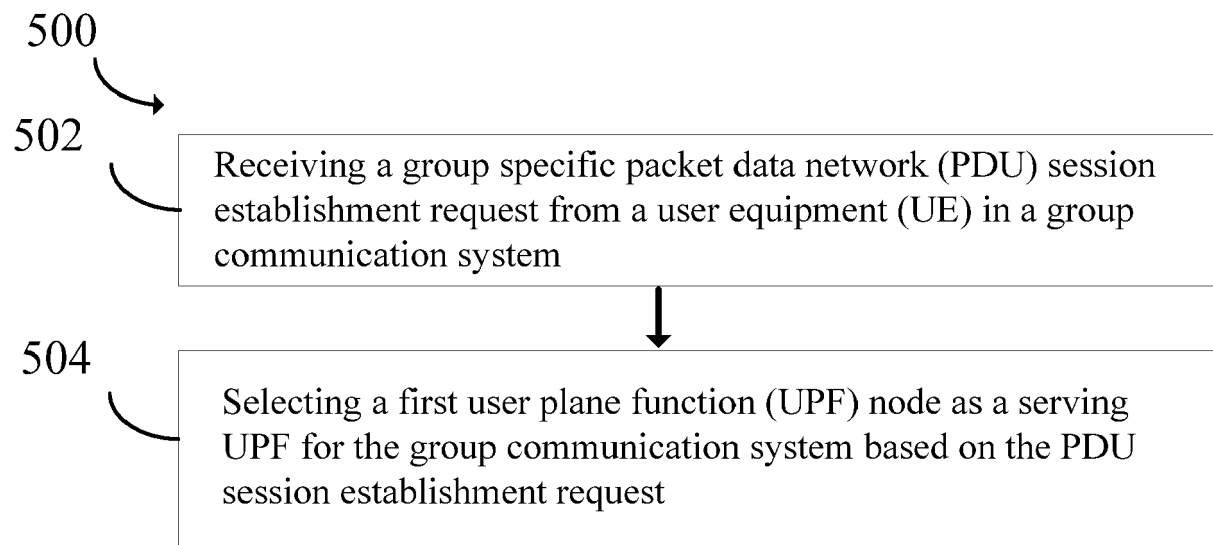 500
502
Receiving a group specific packet data network (PDU) session
establishment request from a user equipment (UE) in a group
communication system
504
Selecting a first user plane function (UPF) node as a serving
UPF for the group communication system based on the PDU
session establishment request